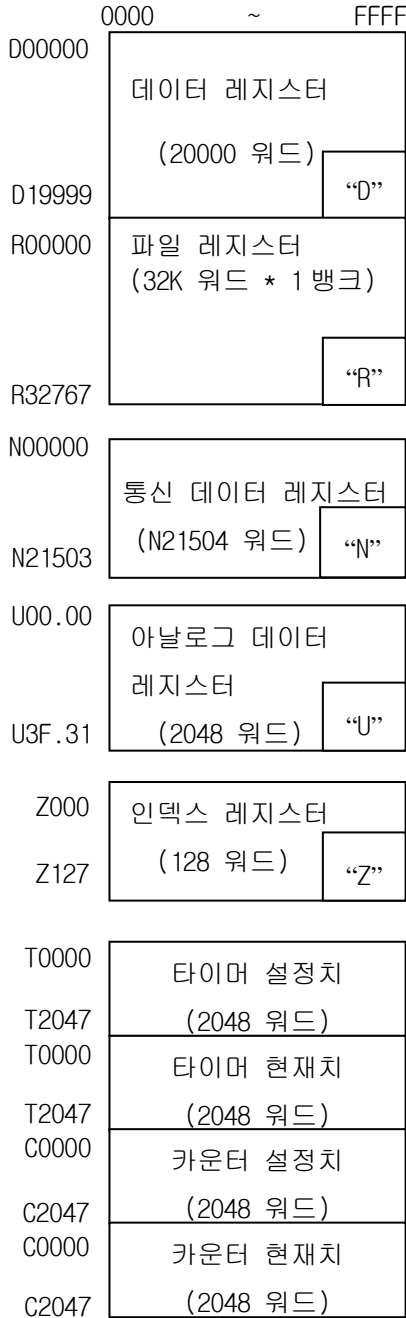 0000 ~ FFFF
D00000
데이터 레지스터
(20000 워드)
D19999
“D”
R00000
파일 레지스터
(32K 워드 * 1 뱅크)
R32767
“R”
N00000
통신 데이터 레지스터
(N21504 워드)
N21503
“N”
U00.00
아날로그 데이터
레지스터
(2048 워드)
U3F.31
“U”
Z000
인덱스 레지스터
(128 워드)
Z127
“Z”
T0000
타이머 설정치
T2047
(2048 워드)
T0000
타이머 현재치
T2047
(2048 워드)
C0000
카운터 설정치
C2047
(2048 워드)
C0000
카운터 현재치
C2047
(2048 워드)